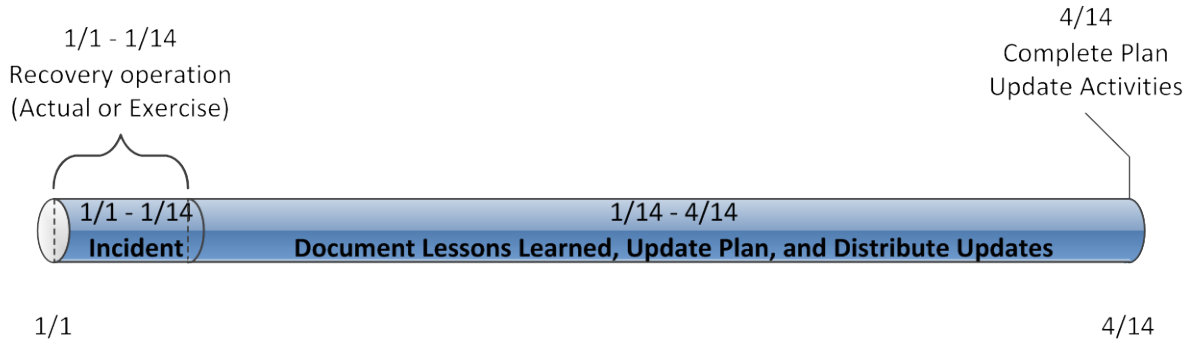 1/1 - 1/14
Recovery operation
(Actual or Exercise)
4/14
Complete Plan
Update Activities
1/1 - 1/14
Incident
1/14 - 4/14
Document Lessons Learned, Update Plan, and Distribute Updates
1/1
4/14